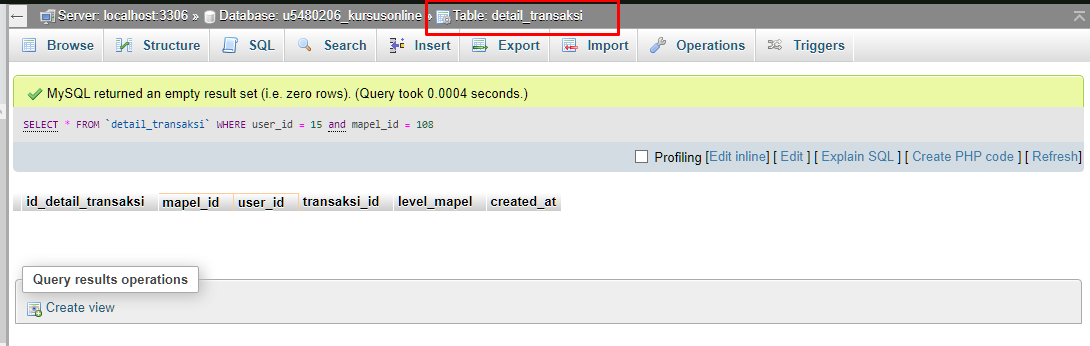 Server: localhost:3306 » Database: u5480206_kursusonline » Table: detail_transaksi
Browse Structure SQL Search Insert Export Import Operations Triggers
MySQL returned an empty result set (i.e. zero rows). (Query took 0.0004 seconds.)
SELECT * FROM `detail_transaksi` WHERE user_id = 15 and mapel_id = 108
Profiling [Edit inline] [ Edit ] [ Explain SQL ] [ Create PHP code ] [ Refresh]
id_detail_transaksi mapel_id user_id transaksi_id level_mapel created_at
Query results operations
Create view